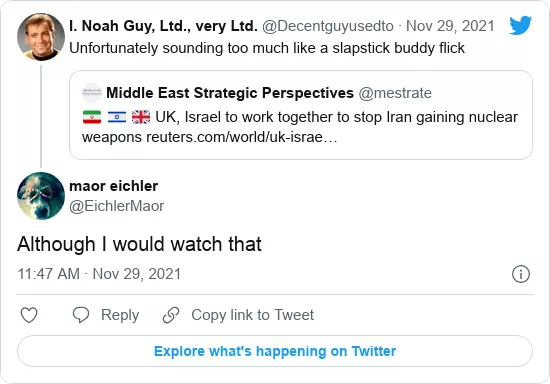 I. Noah Guy, Ltd., very Ltd. @Decentguyusedto · Nov 29, 2021
Unfortunately sounding too much like a slapstick buddy flick
Middle East Strategic Perspectives @mestrate
🇮🇷 🇮🇱 🇬🇧 UK, Israel to work together to stop Iran gaining nuclear
weapons reuters.com/world/uk-israe…
maor eichler
@EichlerMaor
Although I would watch that
11:47 AM · Nov 29, 2021
Reply
Copy link to Tweet
Explore what's happening on Twitter